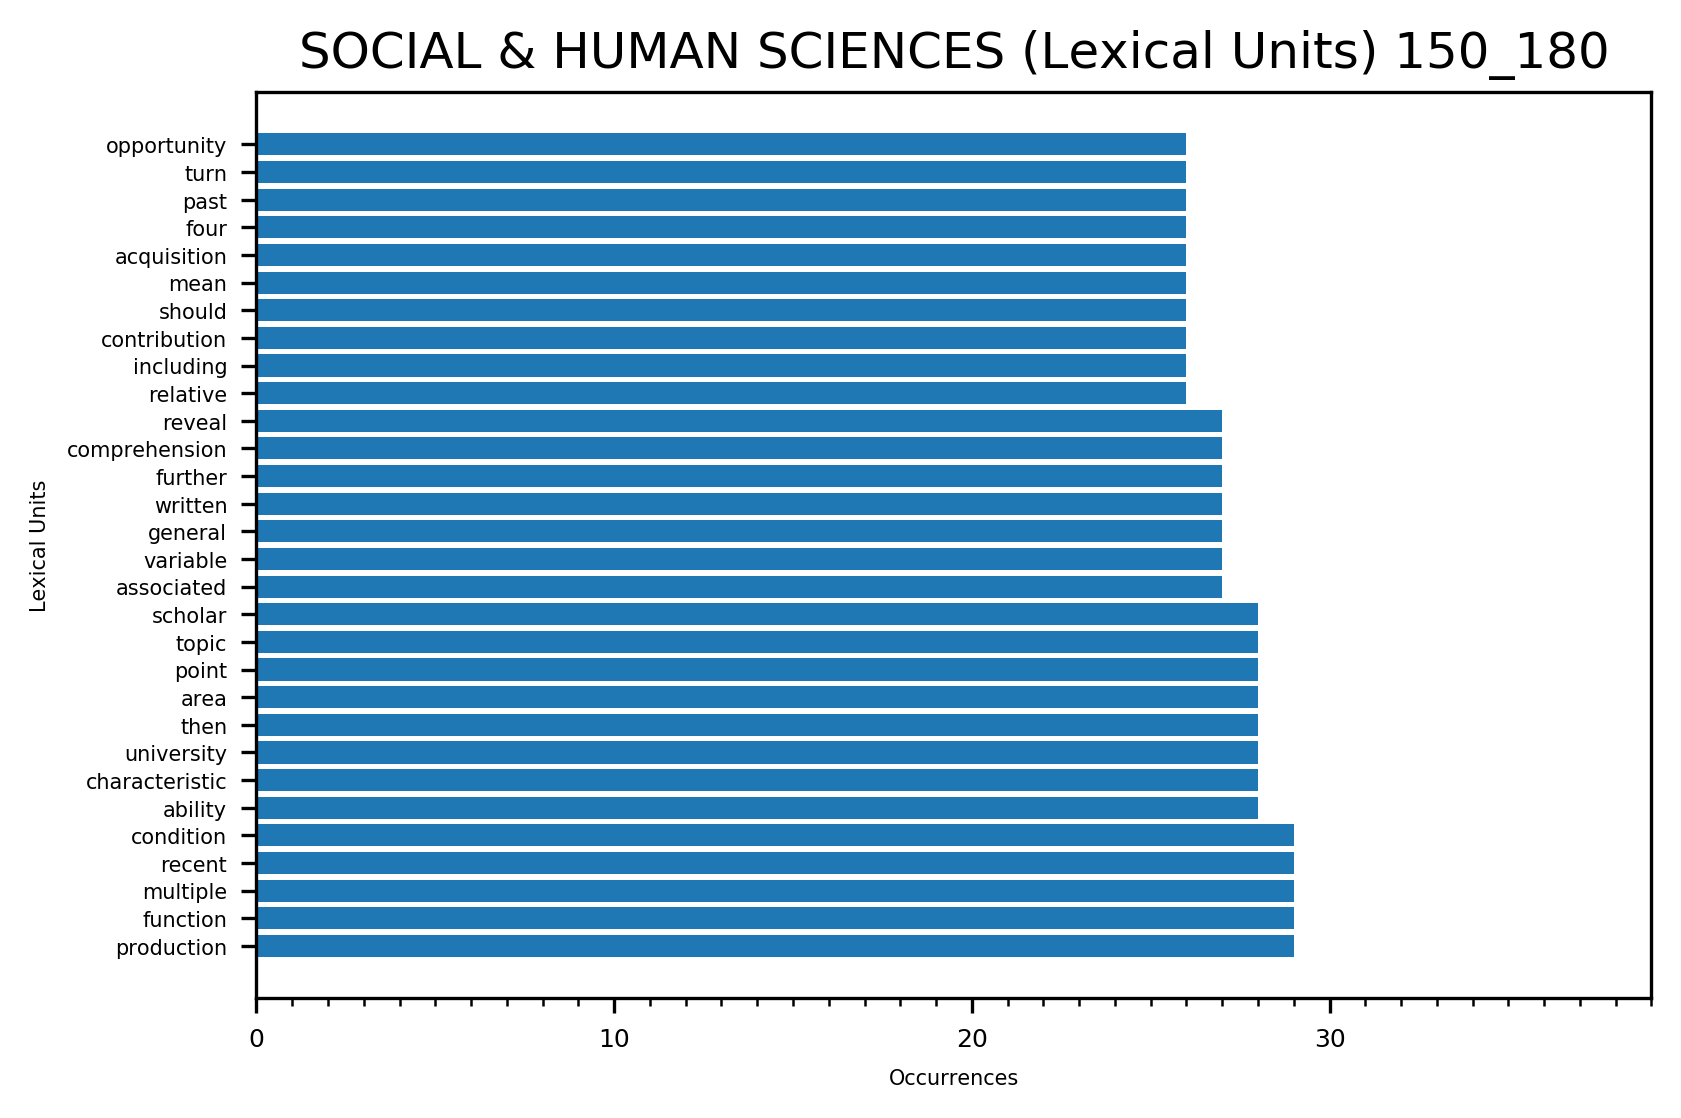 SOCIAL & HUMAN SCIENCES (Lexical Units) 150_180
opportunity
turn
past
four
acquisition
mean
should
contribution
including
relative
reveal
comprehension
further
written
general
variable
associated
scholar
topic
point
area
then
university
characteristic
ability
condition
recent
multiple
function
production
Lexical Units
0 10 20 30
Occurrences